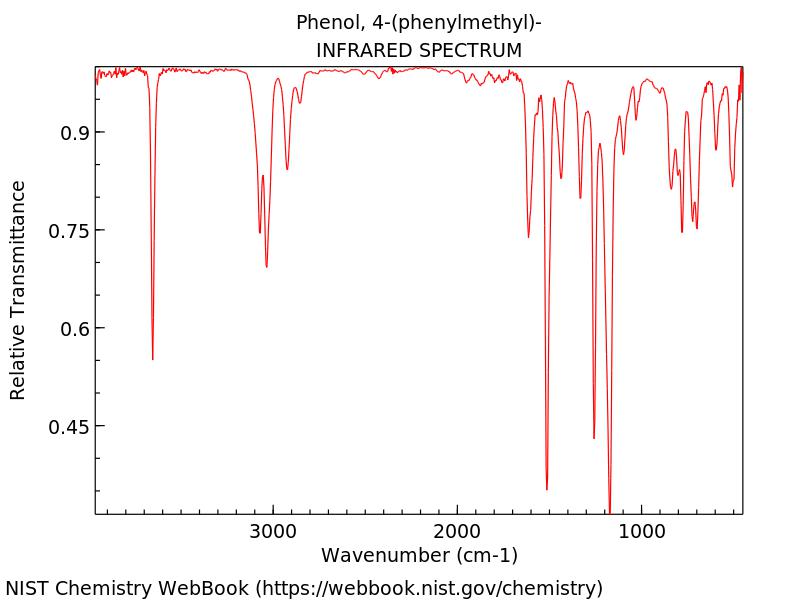 Phenol, 4-(phenylmethyl)-
INFRARED SPECTRUM
0.9
0.75
0.6
0.45
Relative Transmittance
3000 2000 1000
Wavenumber (cm-1)
NIST Chemistry WebBook (https://webbook.nist.gov/chemistry)